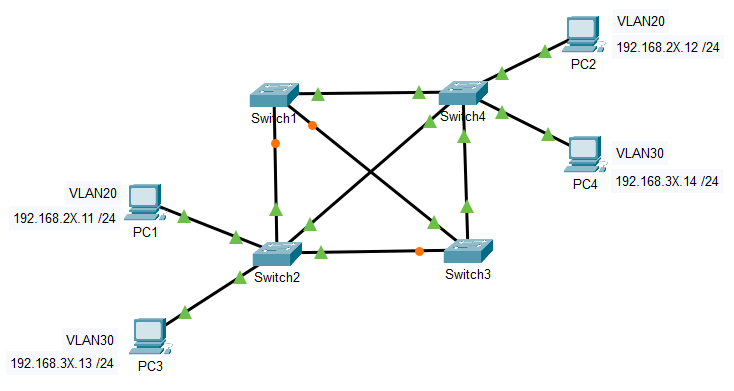 VLAN20
192.168.2X.12 /24
PC2
Switch1
Switch4
VLAN30
192.168.3X.14 /24
PC4
VLAN20
192.168.2X.11 /24
PC1
Switch2
Switch3
VLAN30
192.168.3X.13 /24
PC3